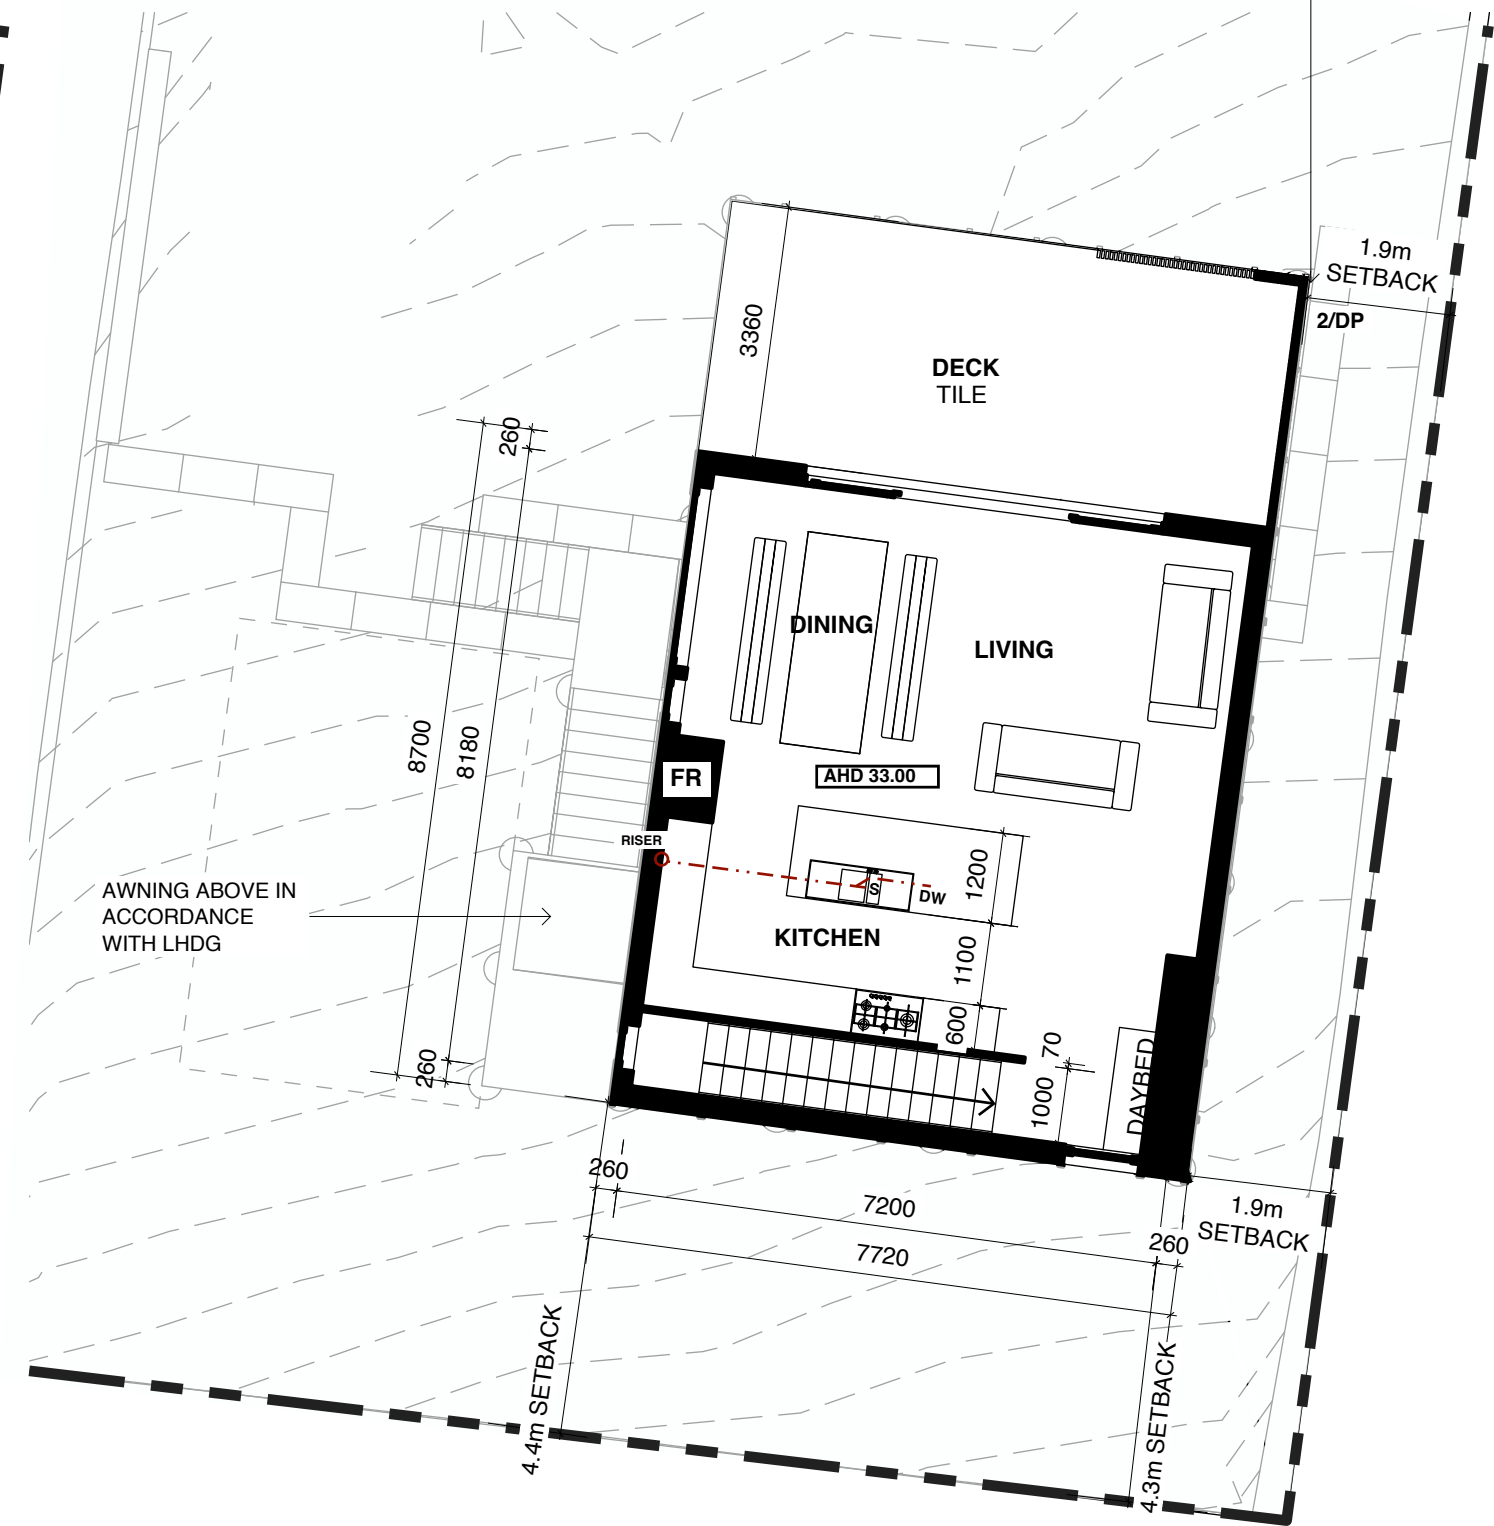 1.9m
SETBACK
2/DP
3360
DECK
TILE
260
DINING
LIVING
8700
8180
FR
AHD 33.00
RISER
1200
S
DW
AWNING ABOVE IN
ACCORDANCE
WITH LHDG
KITCHEN
1100
600
70
1000
DAYBED
260
260
7200
7720
260
1.9m
SETBACK
4.4m SETBACK
4.3m SETBACK